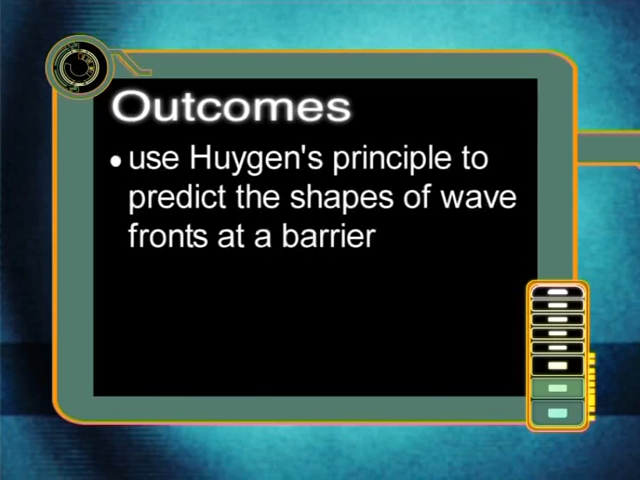 Outcomes
• use Huygen's principle to
predict the shapes of wave
fronts at a barrier